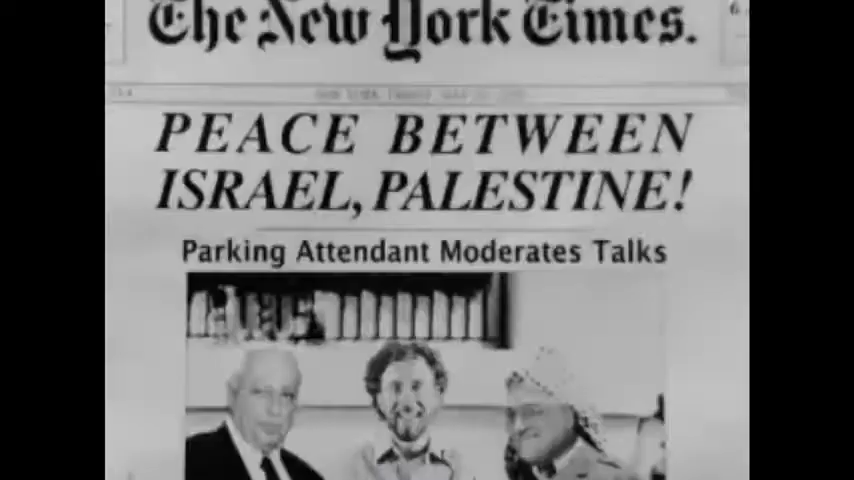 The New York Times.
PEACE BETWEEN
ISRAEL, PALESTINE!
Parking Attendant Moderates Talks